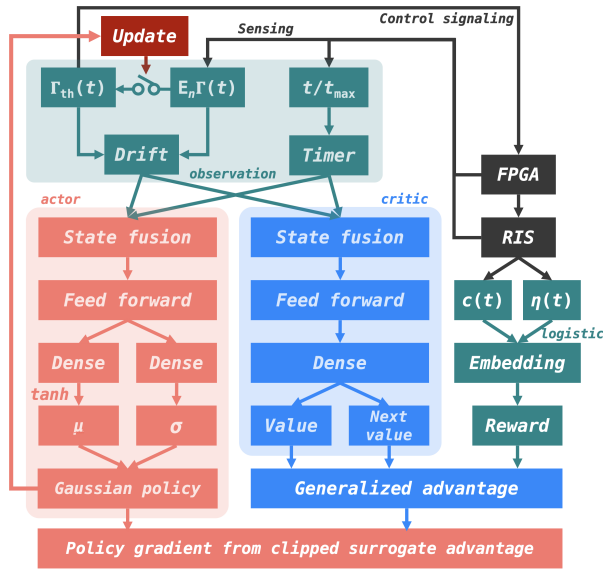 Control signaling
Update
Sensing
Γth(t)
EnΓ(t)
t/tmax
Drift
Timer
observation
FPGA
RIS
actor
critic
State fusion
State fusion
c(t)
η(t)
Feed forward
Feed forward
logistic
Dense
Dense
Dense
Embedding
tanh
μ
σ
Value
Next
value
Reward
Gaussian policy
Generalized advantage
Policy gradient from clipped surrogate advantage